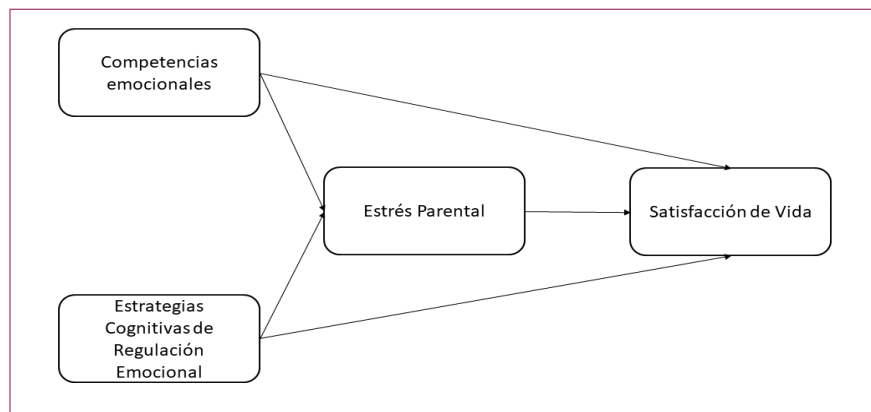 Competencias
emocionales
Estrés Parental
Satisfacción de Vida
Estrategias
Cognitivas de
Regulación
Emocional